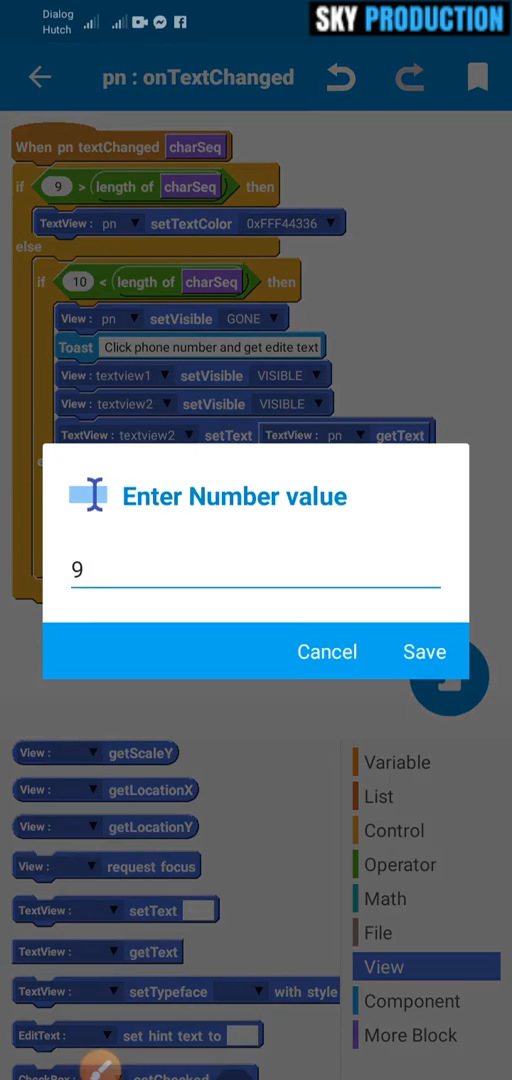 Dialog
Hutch
SKY PRODUCTION
pn : onTextChanged
When pn textChanged charSeq
if 9 > length of charSeq then
TextView : pn setTextColor 0xFFF44336
else
if 10 < length of charSeq then
View : pn setVisible GONE
Toast Click phone number and get edite text
View : textview1 setVisible VISIBLE
View : textview2 setVisible VISIBLE
TextView : textview2 setText TextView : pn getText
Enter Number value
9
Cancel Save
View : getScaleY
View : getLocationX
View : getLocationY
View : request focus
TextView : setText
TextView : getText
TextView : setTypeface with style
EditText : set hint text to
CheckBox : setChecked
Variable
List
Control
Operator
Math
File
View
Component
More Block